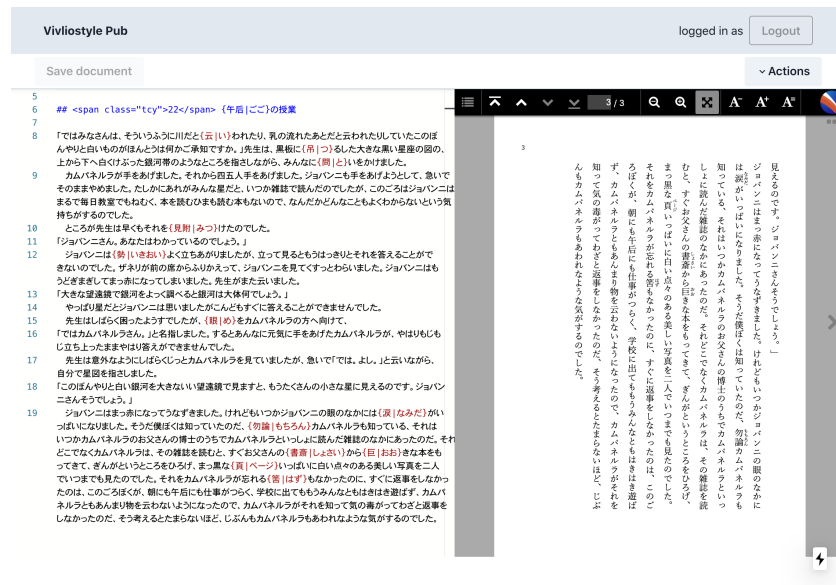 Vivliostyle Pub
logged in as
Logout
Save document
Actions
5
6 ## <span class="tcy">22</span> {午后|ごご}の授業
7
8 「ではみなさんは、そういうふうに川だと{云|い}われたり、乳の流れたあとだと云われたりしていたこのぼ
んやりと白いものがほんとうは何かご承知ですか。」先生は、黒板に{吊|つ}るした大きな黒い星座の図の、
上から下へ白くけぶった銀河帯のようなところを指さしながら、みんなに{問|と}いをかけました。
9 カムパネルラが手をあげました。それから四五人手をあげました。ジョバンニも手をあげようとして、急いで
そのままやめました。たしかにあれがみんな星だと、いつか雑誌で読んだのでしたが、このごろはジョバンニは
まるで毎日教室でもねむく、本を読むひまも読む本もないので、なんだかどんなこともよくわからないという気
持ちがするのでした。
10 ところが先生は早くもそれを{見附|みつ}けたのでした。
11 「ジョバンニさん。あなたはわかっているのでしょう。」
12 ジョバンニは{勢|いきおい}よく立ちあがりましたが、立って見るともうはっきりとそれを答えることがで
きないのでした。ザネリが前の席からふりかえって、ジョバンニを見てくすっとわらいました。ジョバンニはも
うどぎまぎしてまっ赤になってしまいました。先生がまた云いました。
13 「大きな望遠鏡で銀河をよっく調べると銀河は大体何でしょう。」
14 やっぱり星だとジョバンニは思いましたがこんどもすぐに答えることができませんでした。
15 先生はしばらく困ったようすでしたが、{眼|め}をカムパネルラの方へ向けて、
16 「ではカムパネルラさん。」と名指しました。するとあんなに元気に手をあげたカムパネルラが、やはりもじも
じ立ち上ったままやはり答えができませんでした。
17 先生は意外なようにしばらくじっとカムパネルラを見ていましたが、急いで「では。よし。」と云いながら、
自分で星図を指さしました。
18 「このぼんやりと白い銀河を大きないい望遠鏡で見ますと、もうたくさんの小さな星に見えるのです。ジョバン
ニさんそうでしょう。」
19 ジョバンニはまっ赤になってうなずきました。けれどもいつかジョバンニの眼のなかには{涙|なみだ}がい
っぱいになりました。そうだ僕ぼくは知っていたのだ、{勿論|もちろん}カムパネルラも知っている、それは
いつかカムパネルラのお父さんの博士のうちでカムパネルラといっしょに読んだ雑誌のなかにあったのだ。それ
どこでなくカムパネルラは、その雑誌を読むと、すぐお父さんの{書斎|しょさい}から{巨|おお}きな本をも
ってきて、ぎんがというところをひろげ、まっ黒な{頁|ページ}いっぱいに白い点々のある美しい写真を二人
でいつまでも見たのでした。それをカムパネルラが忘れる{筈|はず}もなかったのに、すぐに返事をしなかっ
たのは、このごろぼくが、朝にも午后にも仕事がつらく、学校に出てももうみんなともはきはき遊ばず、カムパ
ネルラともあんまり物を云わないようになったので、カムパネルラがそれを知って気の毒がってわざと返事を
しなかったのだ、そう考えるとたまらないほど、じぶんもカムパネルラもあわれなような気がするのでした。
3 / 3
A⁻ A⁺ A⁼
3
見えるのです。ジョバンニさんそうでしょう。」
ジョバンニはまっ赤になってうなずきました。けれどもいつかジョバンニの眼のなかに
は涙なみだがいっぱいになりました。そうだ僕ぼくは知っていたのだ、勿論もちろんカムパネルラも
知っている、それはいつかカムパネルラのお父さんの博士のうちでカムパネルラといっ
しょに読んだ雑誌のなかにあったのだ。それどこでなくカムパネルラは、その雑誌を読
むと、すぐお父さんの書斎しょさいから巨おおきな本をもってきて、ぎんがというところをひろげ、
まっ黒な頁ページいっぱいに白い点々のある美しい写真を二人でいつまでも見たのでした。
それをカムパネルラが忘れる筈はずもなかったのに、すぐに返事をしなかったのは、このご
ろぼくが、朝にも午后にも仕事がつらく、学校に出てももうみんなともはきはき遊ば
ず、カムパネルラともあんまり物を云わないようになったので、カムパネルラがそれを
知って気の毒がってわざと返事をしなかったのだ、そう考えるとたまらないほど、じぶ
んもカムパネルラもあわれなような気がするのでした。